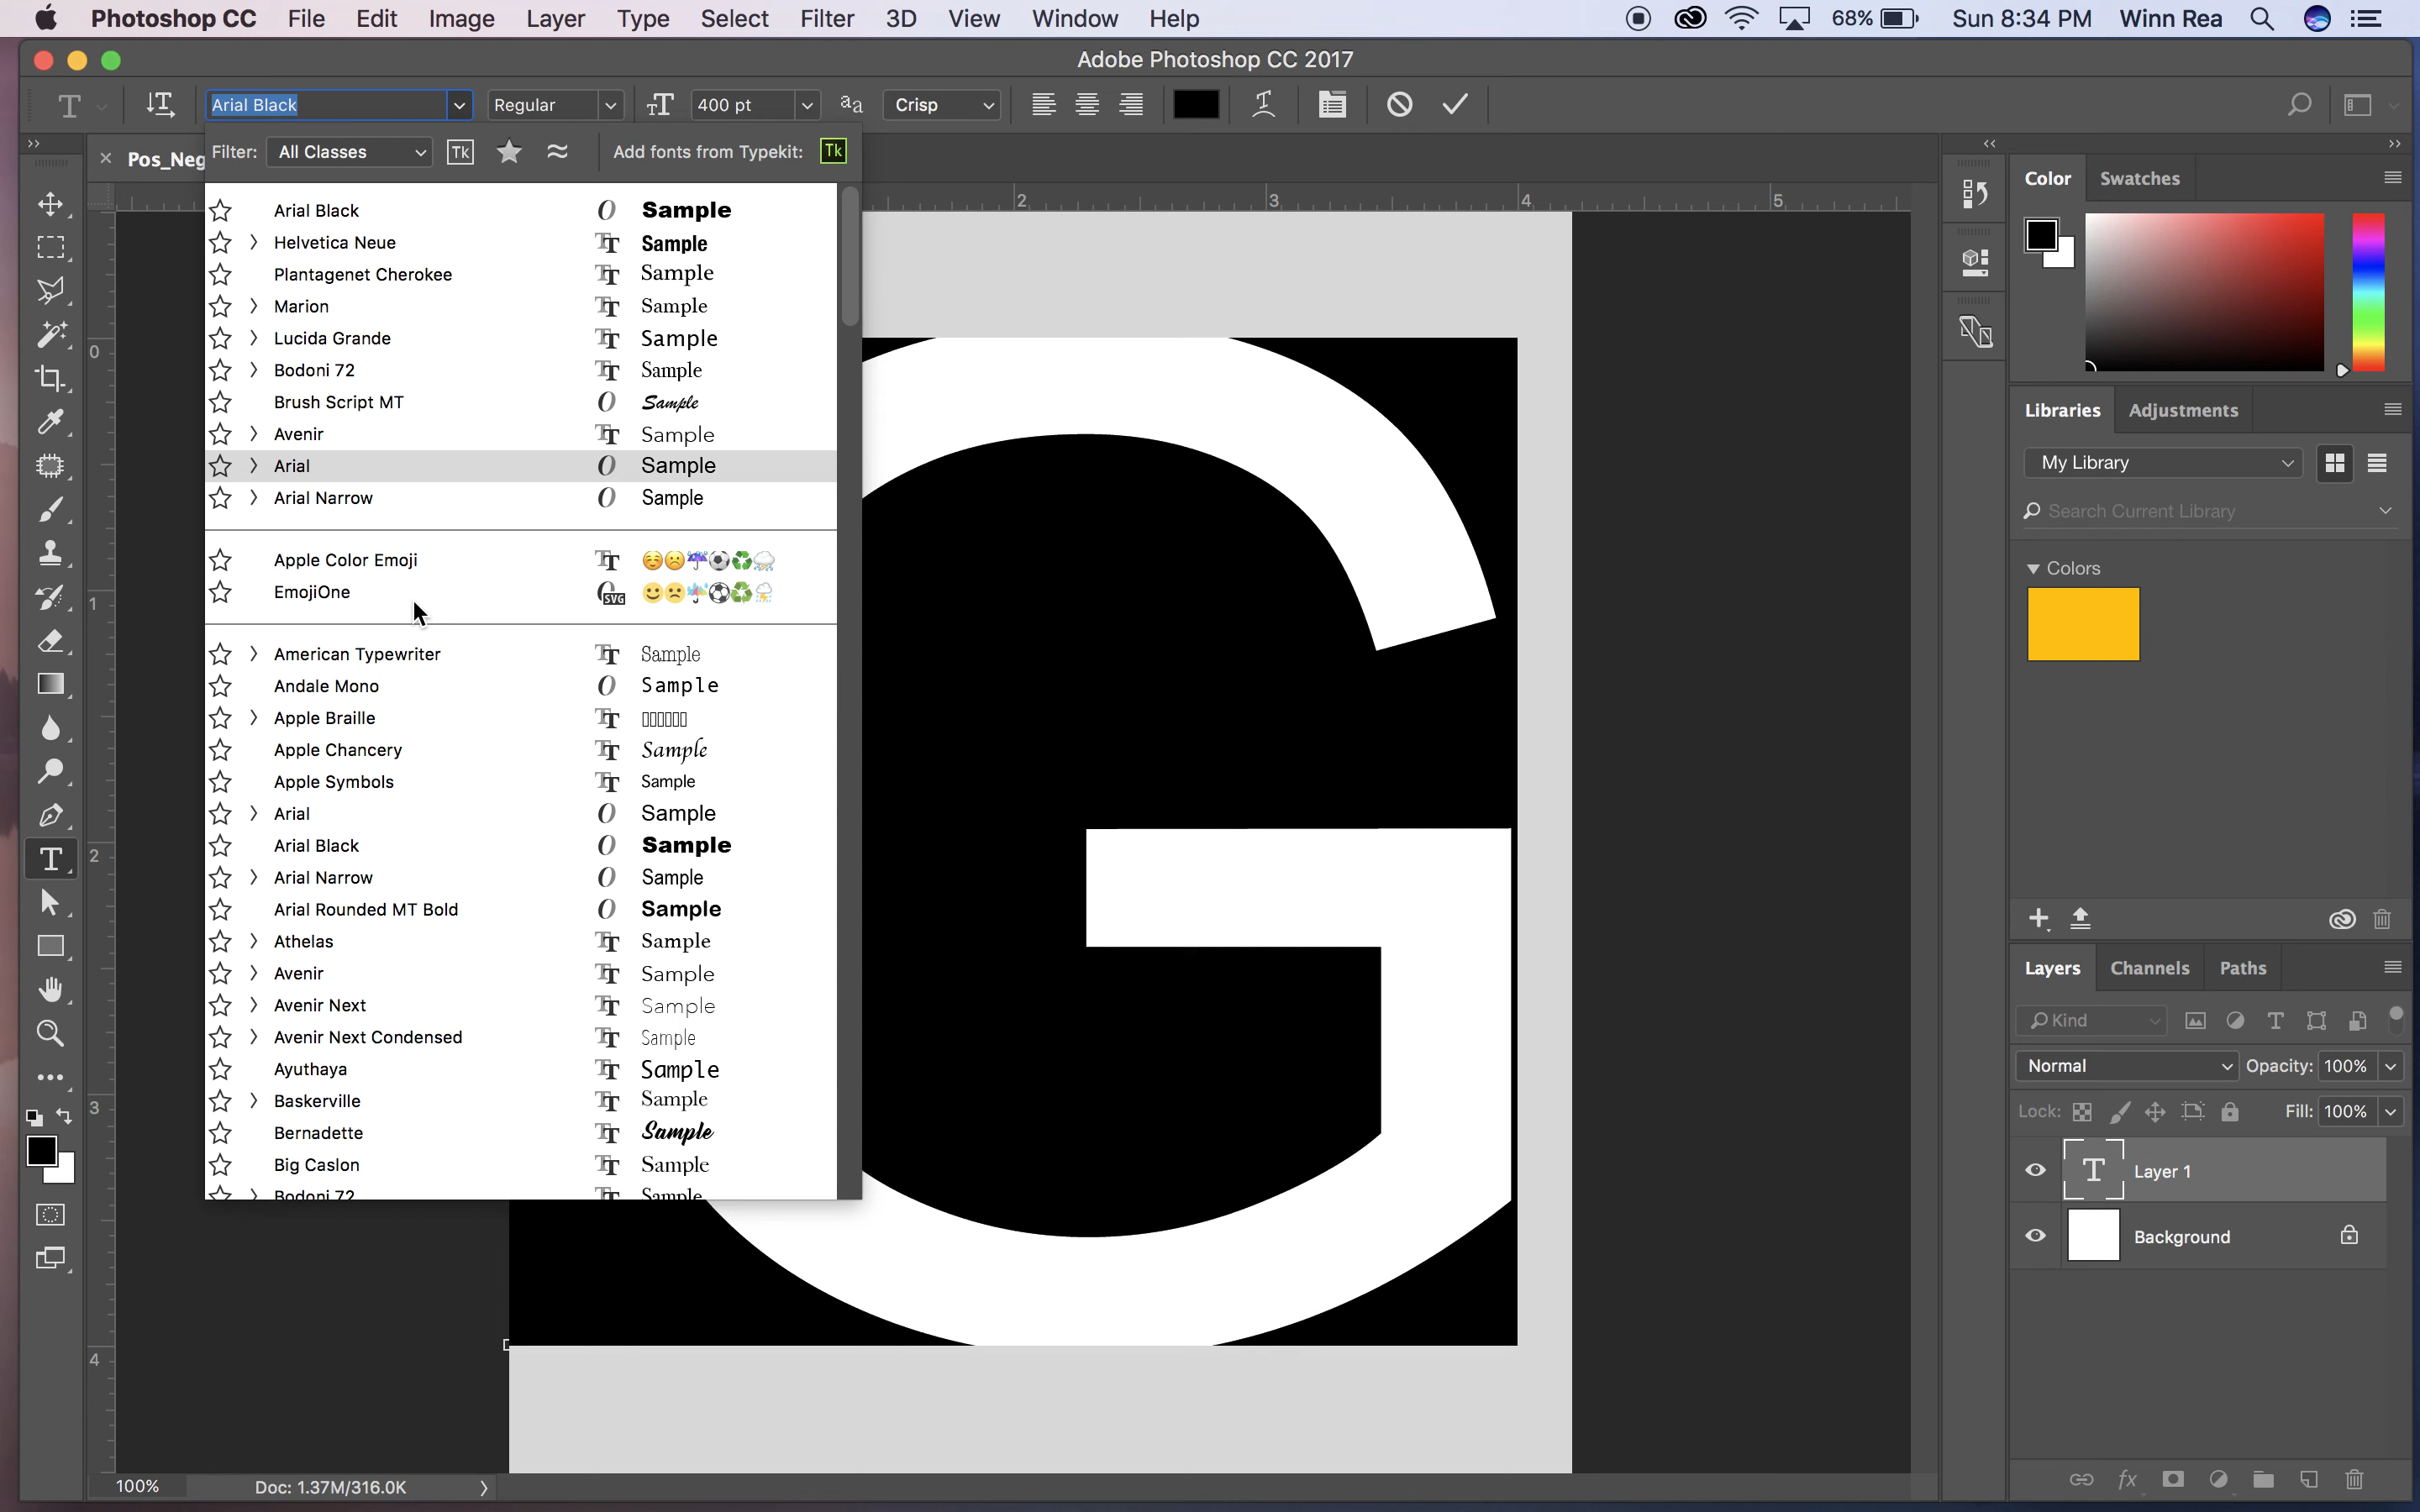 Photoshop CC File Edit Image Layer Type Select Filter 3D View Window Help 68% Sun 8:34 PM Winn Rea
Adobe Photoshop CC 2017
T Arial Black Regular TT 400 pt aa Crisp
Pos_Neg
Filter: All Classes Tk Add fonts from Typekit: Tk
Arial Black Sample
Helvetica Neue Sample
Plantagenet Cherokee Sample
Marion Sample
Lucida Grande Sample
Bodoni 72 Sample
Brush Script MT Sample
Avenir Sample
Arial Sample
Arial Narrow Sample
Apple Color Emoji
EmojiOne SVG
American Typewriter Sample
Andale Mono Sample
Apple Braille
Apple Chancery Sample
Apple Symbols Sample
Arial Sample
Arial Black Sample
Arial Narrow Sample
Arial Rounded MT Bold Sample
Athelas Sample
Avenir Sample
Avenir Next Sample
Avenir Next Condensed Sample
Ayuthaya Sample
Baskerville Sample
Bernadette Sample
Big Caslon Sample
Bodoni 72 Sample
2 3 4 5
0
1
2
3
4
G
100% Doc: 1.37M/316.0K
Color Swatches
Libraries Adjustments
My Library
Search Current Library
Colors
Layers Channels Paths
Kind
Normal Opacity: 100%
Lock: Fill: 100%
T Layer 1
Background
fx